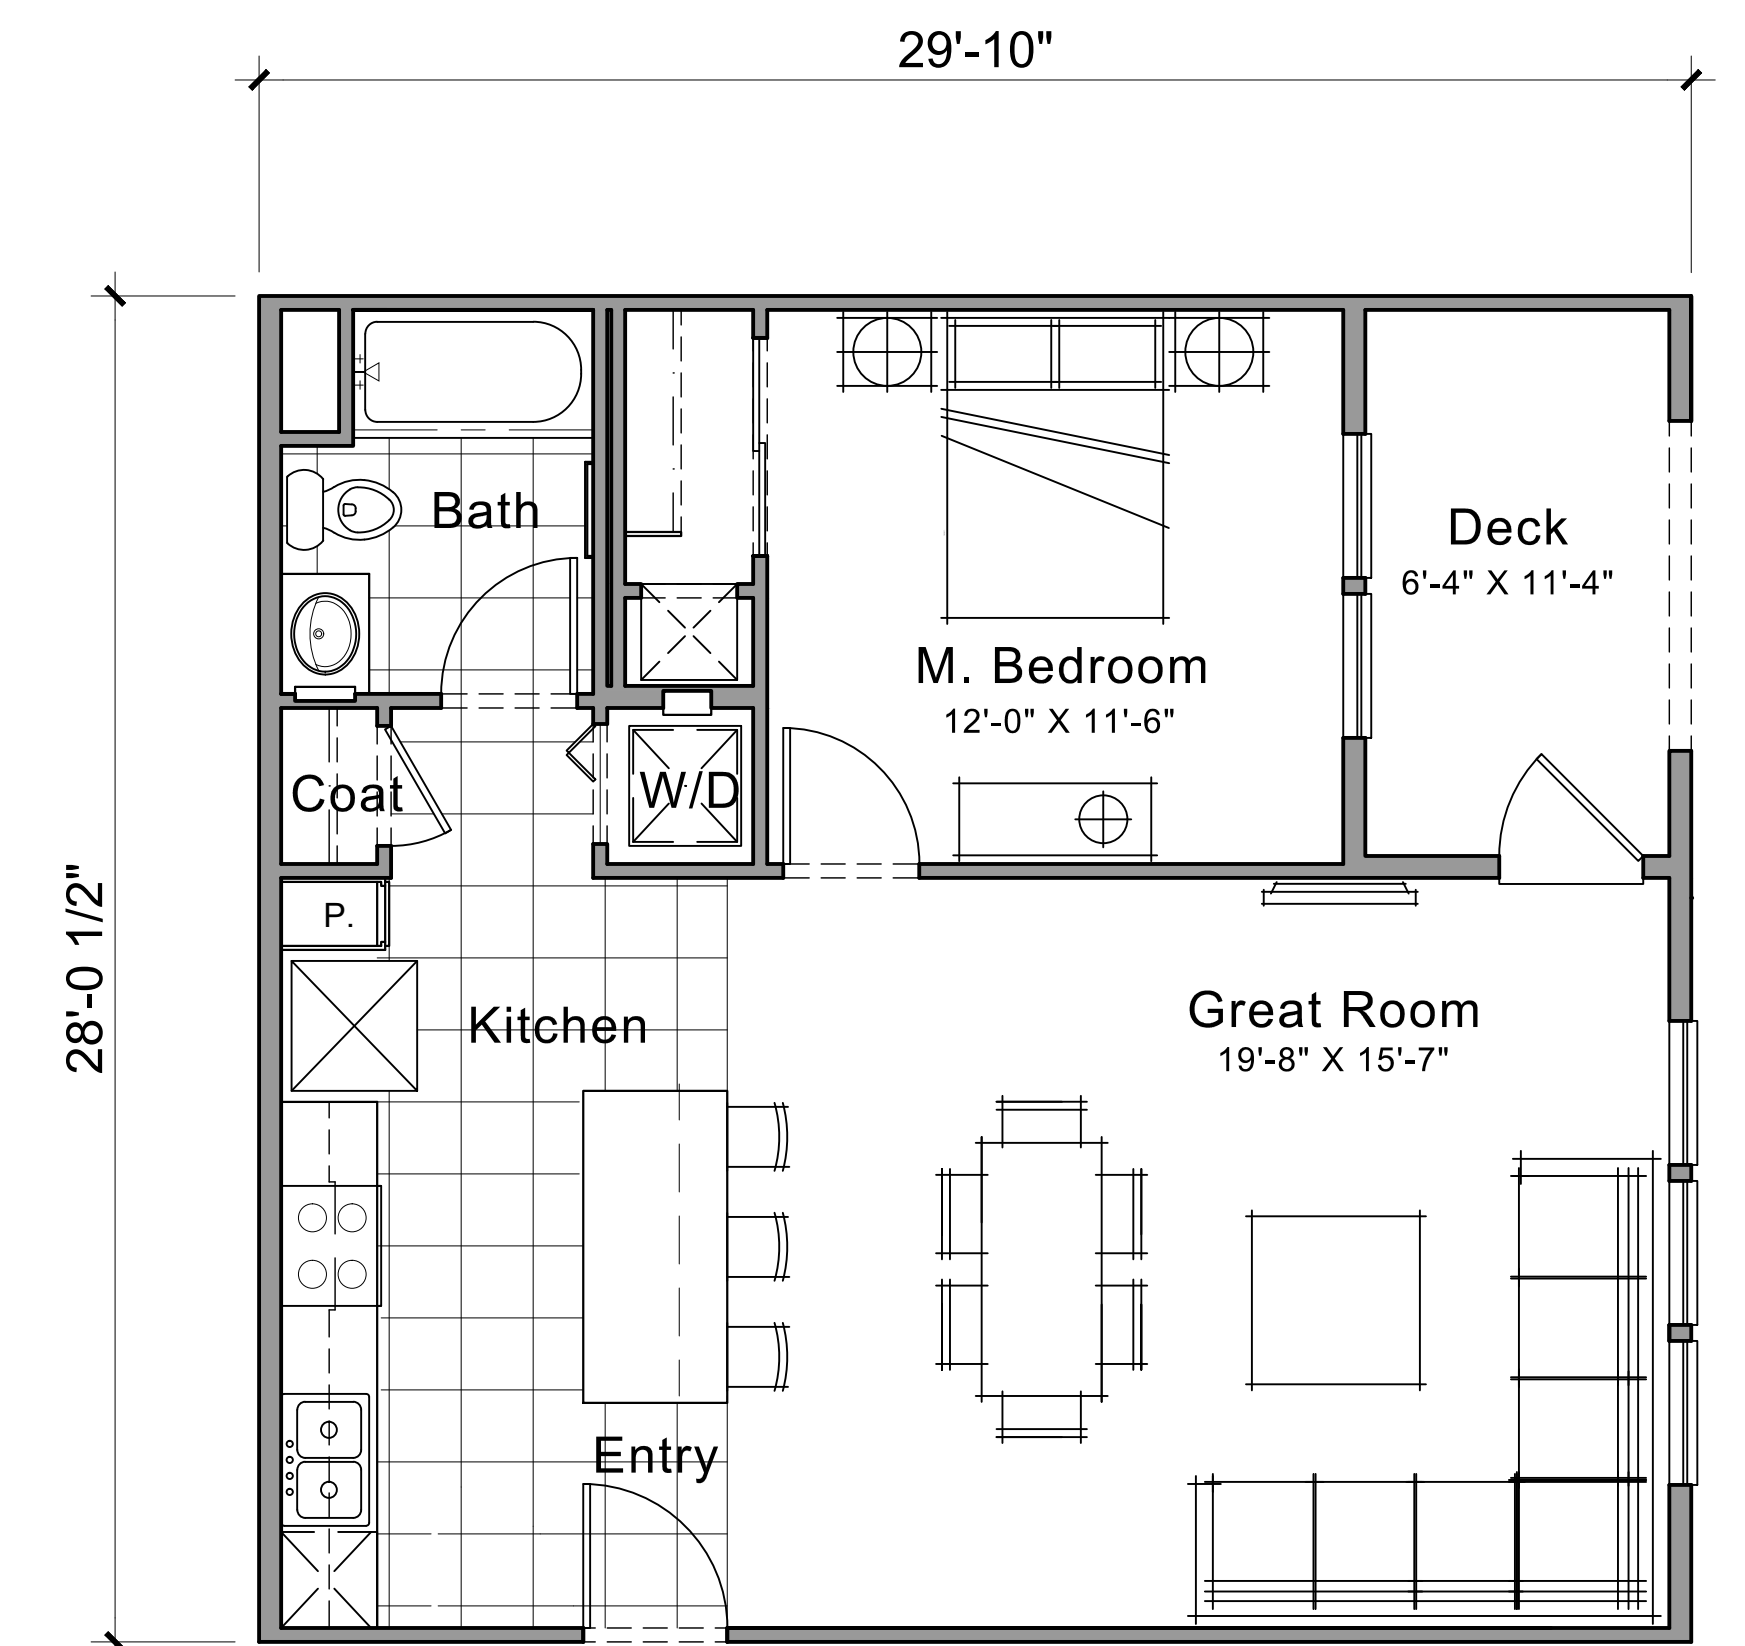 29'-10"
Bath
Deck
6'-4" X 11'-4"
M. Bedroom
12'-0" X 11'-6"
Coat
W/D
28'-0 1/2"
P.
Kitchen
Great Room
19'-8" X 15'-7"
Entry